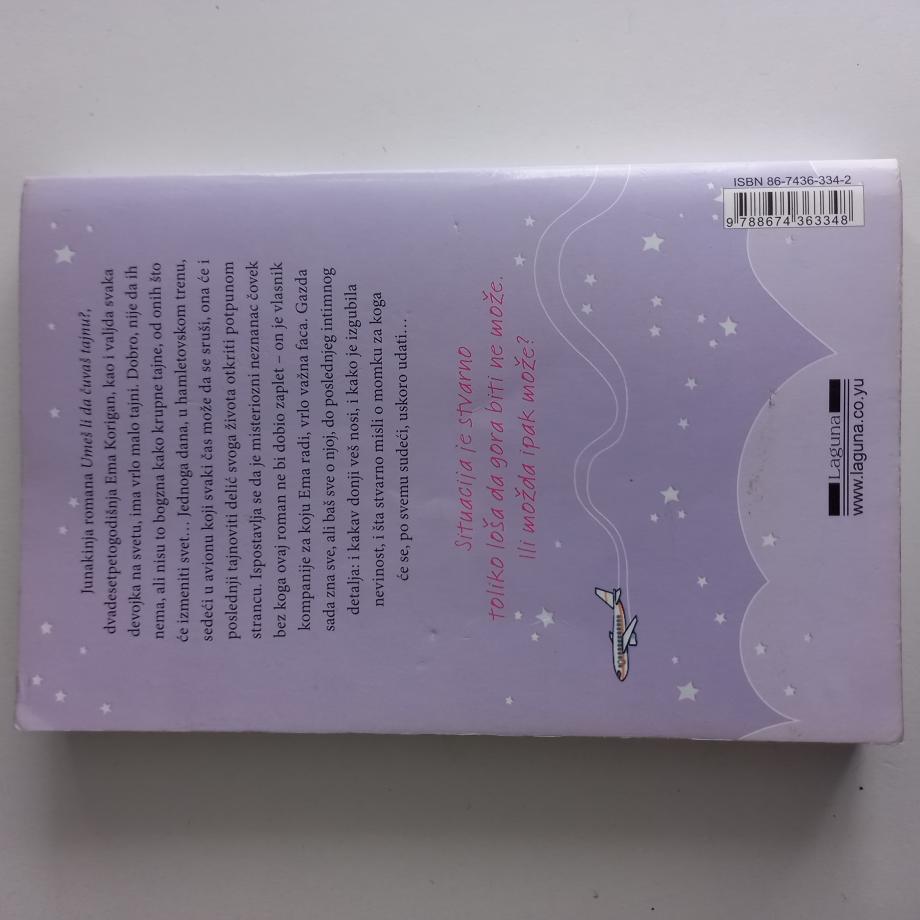 Junakinja romana Umeš li da čuvaš tajnu?,
dvadesetpetogodišnja Ema Korigan, kao i valjda svaka
devojka na svetu, ima vrlo malo tajni. Dobro, nije da ih
nema, ali nisu to bogzna kako krupne tajne, od onih što
će izmeniti svet... Jednoga dana, u hamletovskom trenu,
sedeći u avionu koji svaki čas može da se sruši, ona će i
poslednji tajnoviti delić svoga života otkriti potpunom
strancu. Ispostavlja se da je misteriozni neznanac čovek
bez koga ovaj roman ne bi dobio zaplet – on je vlasnik
kompanije za koju Ema radi, vrlo važna faca. Gazda
sada zna sve, ali baš sve o njoj, do poslednjeg intimnog
detalja: i kakav donji veš nosi, i kako je izgubila
nevinost, i šta stvarno misli o momku za koga
će se, po svemu sudeći, uskoro udati...
Situacija je stvarno
toliko loša da gora biti ne može.
Ili možda ipak može?
Laguna
www.laguna.co.yu
ISBN 86-7436-334-2
9 788674 363348